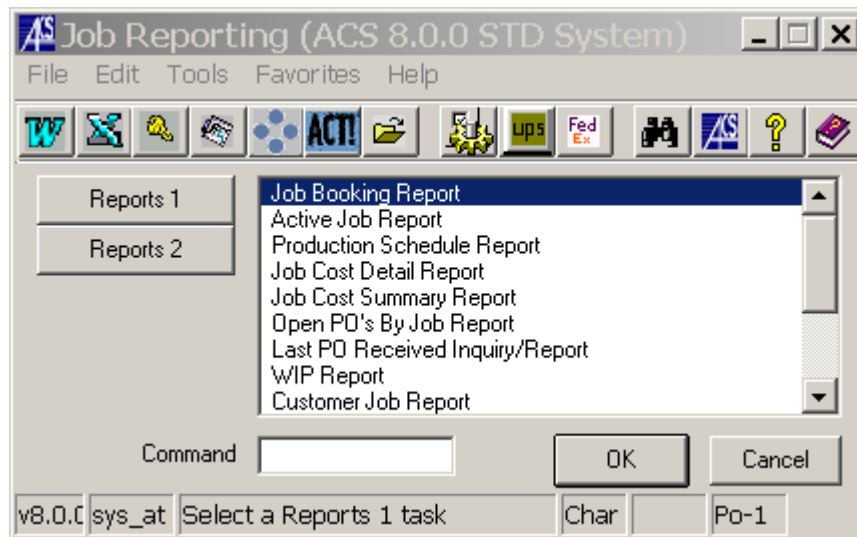 ACS Job Reporting (ACS 8.0.0 STD System)
File Edit Tools Favorites Help
W X ACT! ups Fed Ex ACS ?
Reports 1
Reports 2
Job Booking Report
Active Job Report
Production Schedule Report
Job Cost Detail Report
Job Cost Summary Report
Open PO's By Job Report
Last PO Received Inquiry/Report
WIP Report
Customer Job Report
Command
OK Cancel
v8.0.0 sys_at Select a Reports 1 task Char Po-1